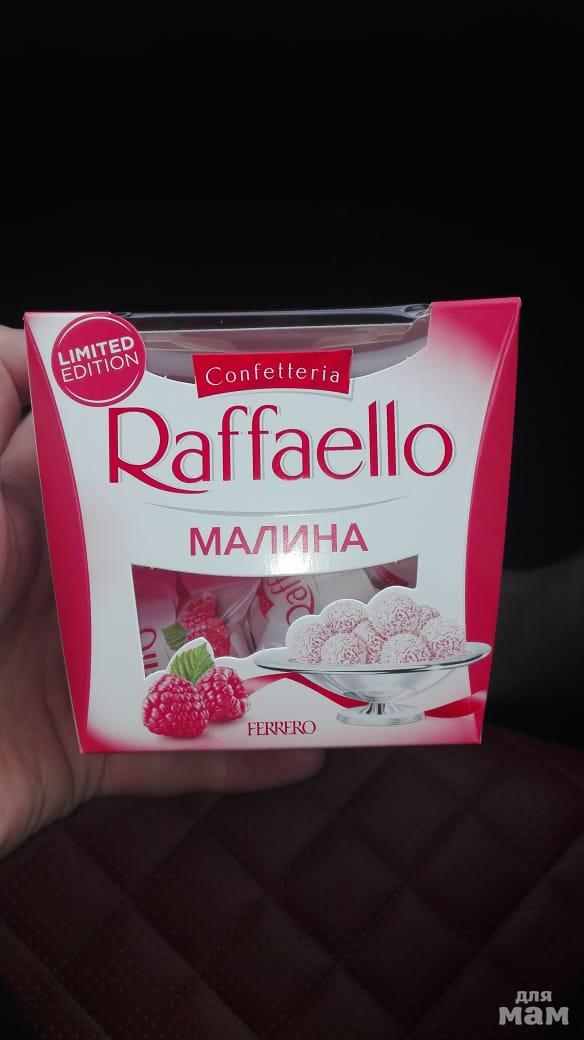 LIMITED
EDITION
Confetteria
Raffaello
МАЛИНА
FERRERO
для
мам